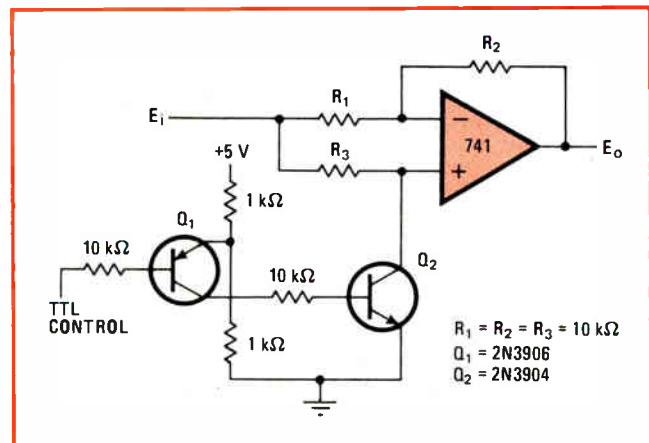 R₂
Eᵢ
R₁
−
741
Eₒ
R₃
+
+5 V
1 kΩ
Q₁
Q₂
10 kΩ
10 kΩ
TTL
CONTROL
1 kΩ
R₁ = R₂ = R₃ = 10 kΩ
Q₁ = 2N3906
Q₂ = 2N3904